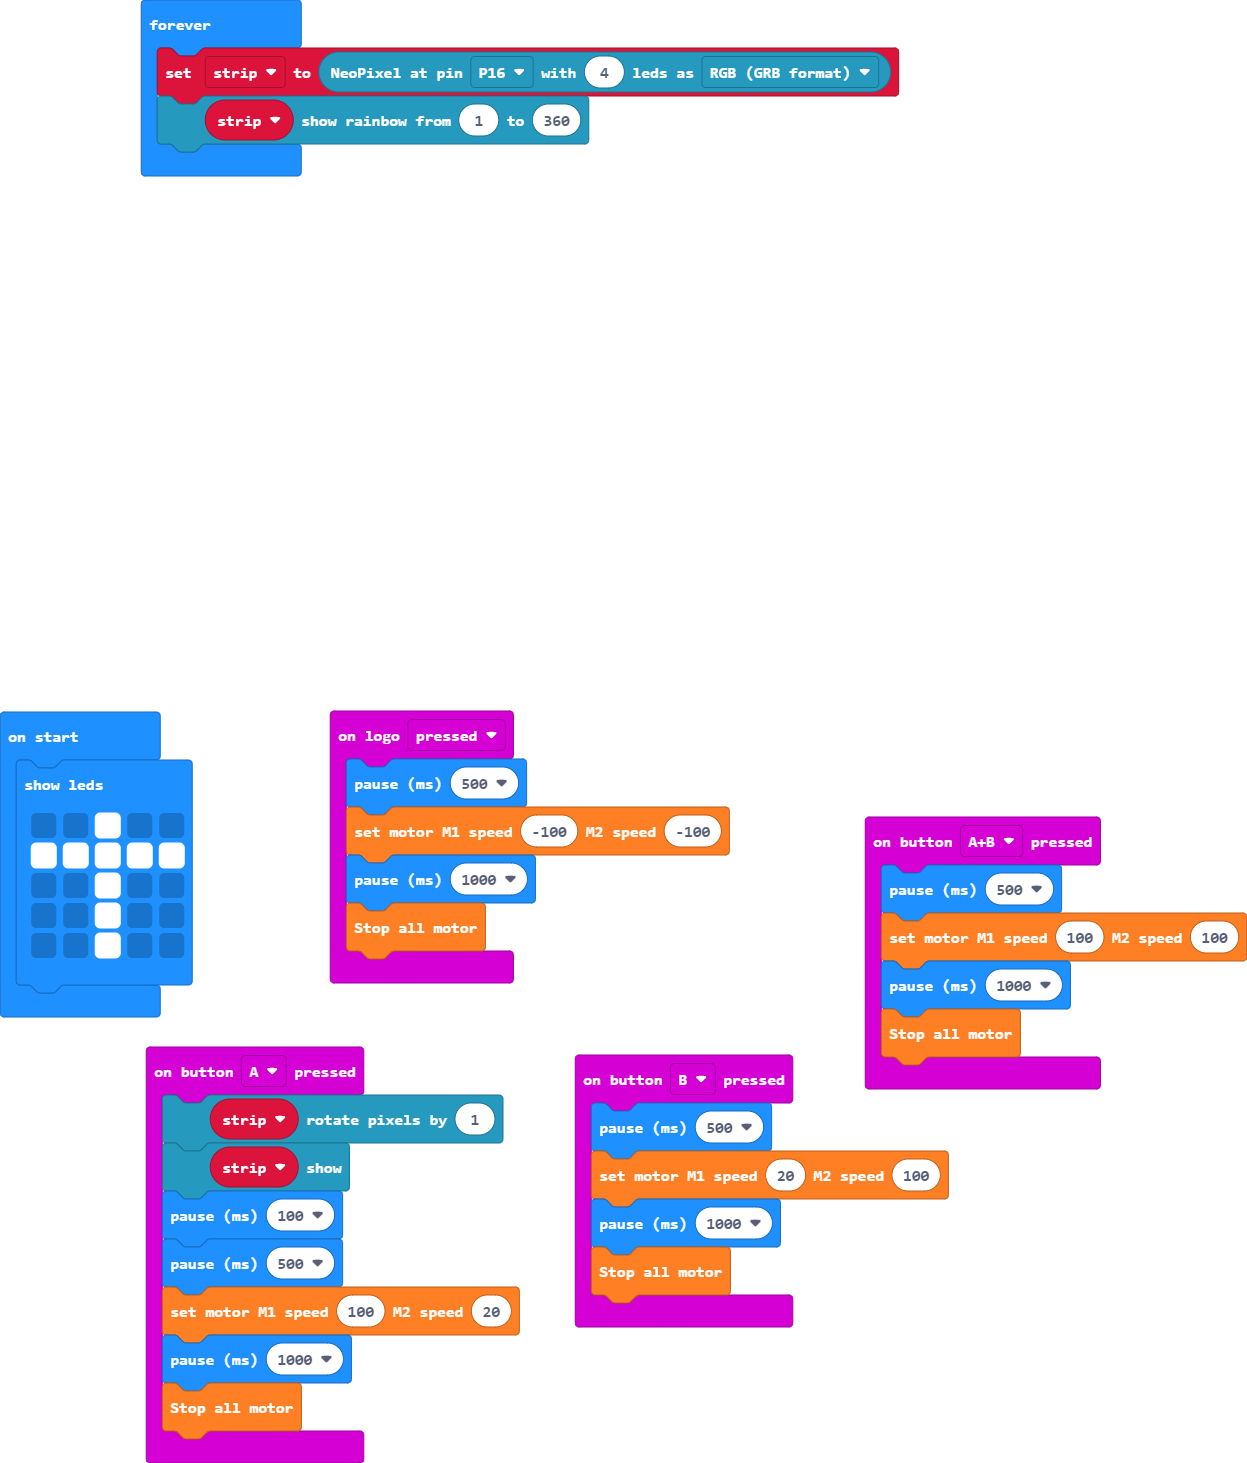 forever
set strip to NeoPixel at pin P16 with 4 leds as RGB (GRB format)
strip show rainbow from 1 to 360
on start
show leds
on logo pressed
pause (ms) 500
set motor M1 speed -100 M2 speed -100
pause (ms) 1000
Stop all motor
on button A+B pressed
pause (ms) 500
set motor M1 speed 100 M2 speed 100
pause (ms) 1000
Stop all motor
on button A pressed
strip rotate pixels by 1
strip show
pause (ms) 100
pause (ms) 500
set motor M1 speed 100 M2 speed 20
pause (ms) 1000
Stop all motor
on button B pressed
pause (ms) 500
set motor M1 speed 20 M2 speed 100
pause (ms) 1000
Stop all motor